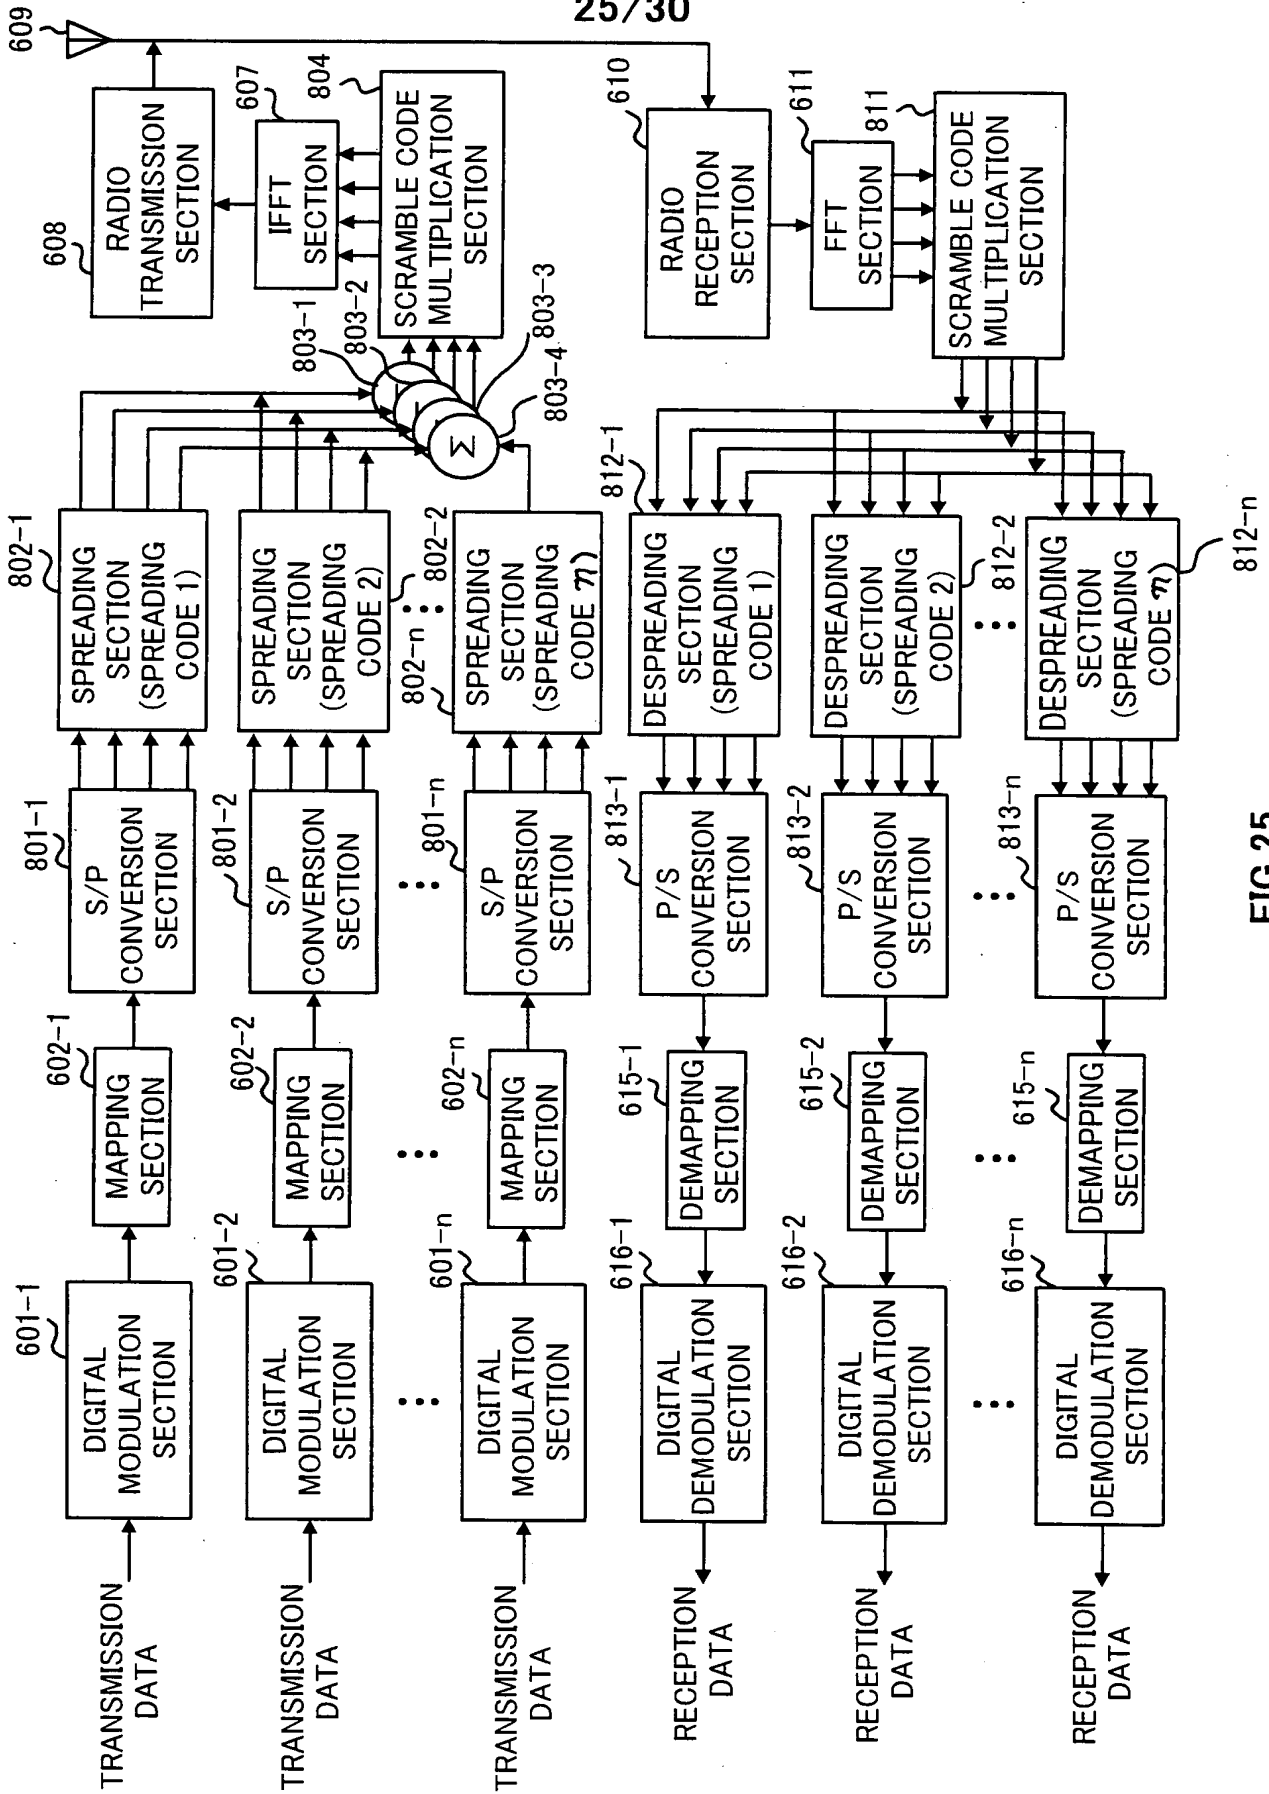 25/30
609
RADIO
TRANSMISSION
SECTION
608
IFFT
SECTION
607
SCRAMBLE CODE
MULTIPLICATION
SECTION
804
803-1
803-2
803-3
803-4
Σ
RADIO
RECEPTION
SECTION
610
FFT
SECTION
611
SCRAMBLE CODE
MULTIPLICATION
SECTION
811
TRANSMISSION
DATA
DIGITAL
MODULATION
SECTION
601-1
MAPPING
SECTION
602-1
S/P
CONVERSION
SECTION
801-1
SPREADING
SECTION
(SPREADING
CODE 1)
802-1
TRANSMISSION
DATA
DIGITAL
MODULATION
SECTION
601-2
MAPPING
SECTION
602-2
S/P
CONVERSION
SECTION
801-2
SPREADING
SECTION
(SPREADING
CODE 2)
802-2
TRANSMISSION
DATA
DIGITAL
MODULATION
SECTION
601-n
MAPPING
SECTION
602-n
S/P
CONVERSION
SECTION
801-n
SPREADING
SECTION
(SPREADING
CODE n)
802-n
RECEPTION
DATA
DIGITAL
DEMODULATION
SECTION
616-1
DEMAPPING
SECTION
615-1
P/S
CONVERSION
SECTION
813-1
DESPREADING
SECTION
(SPREADING
CODE 1)
812-1
RECEPTION
DATA
DIGITAL
DEMODULATION
SECTION
616-2
DEMAPPING
SECTION
615-2
P/S
CONVERSION
SECTION
813-2
DESPREADING
SECTION
(SPREADING
CODE 2)
812-2
RECEPTION
DATA
DIGITAL
DEMODULATION
SECTION
616-n
DEMAPPING
SECTION
615-n
P/S
CONVERSION
SECTION
813-n
DESPREADING
SECTION
(SPREADING
CODE n)
812-n
FIG.25